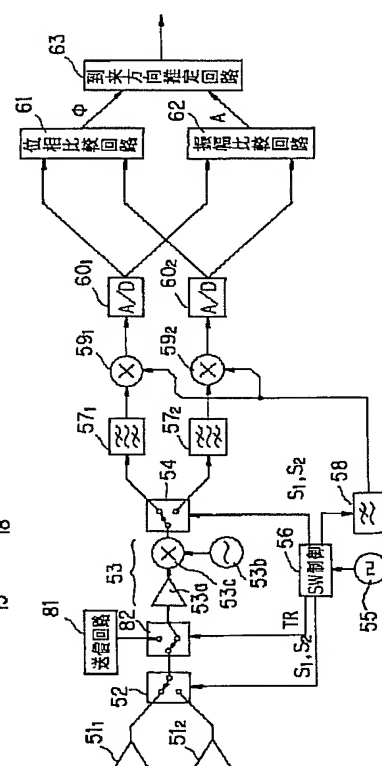 15
18
63
到来方向推定回路
61
Φ
位相比較回路
62
A
振幅比較回路
60₁
A/D
60₂
A/D
59₁
59₂
57₁
57₂
54
S₁, S₂
58
53
53a
53c
53b
56
SW制御
55
81
送信回路
82
TR
52
S₁, S₂
51₁
51₂